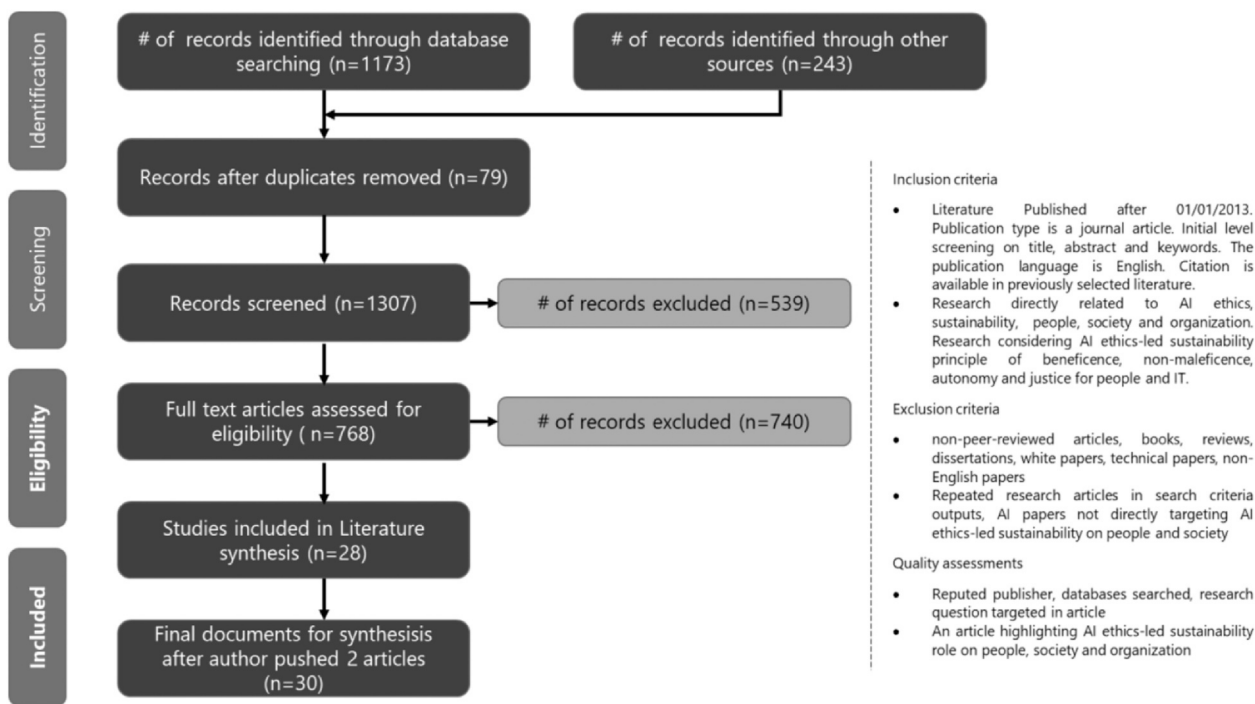 Identification
# of records identified through database
searching (n=1173)
# of records identified through other
sources (n=243)
Records after duplicates removed (n=79)
Screening
Records screened (n=1307)
# of records excluded (n=539)
Eligibility
Full text articles assessed for
eligibility ( n=768)
# of records excluded (n=740)
Studies included in Literature
synthesis (n=28)
Included
Final documents for synthesisis
after author pushed 2 articles
(n=30)
Inclusion criteria
• Literature Published after 01/01/2013.
Publication type is a journal article. Initial level
screening on title, abstract and keywords. The
publication language is English. Citation is
available in previously selected literature.
• Research directly related to AI ethics,
sustainability, people, society and organization.
Research considering AI ethics-led sustainability
principle of beneficence, non-maleficence,
autonomy and justice for people and IT.
Exclusion criteria
• non-peer-reviewed articles, books, reviews,
dissertations, white papers, technical papers, non-
English papers
• Repeated research articles in search criteria
outputs, AI papers not directly targeting AI
ethics-led sustainability on people and society
Quality assessments
• Reputed publisher, databases searched, research
question targeted in article
• An article highlighting AI ethics-led sustainability
role on people, society and organization